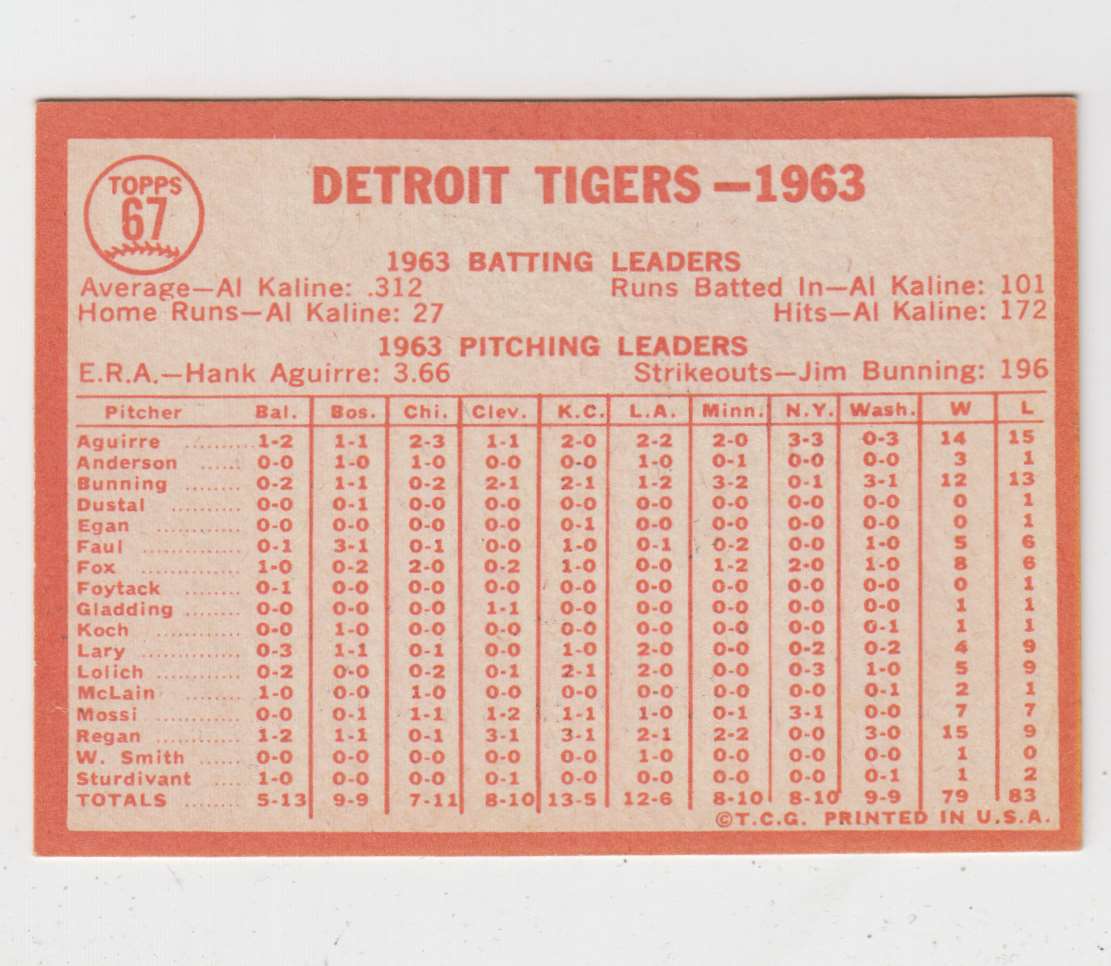 TOPPS
67
DETROIT TIGERS — 1963
1963 BATTING LEADERS
Average—Al Kaline: .312 Runs Batted In—Al Kaline: 101
Home Runs—Al Kaline: 27 Hits—Al Kaline: 172
1963 PITCHING LEADERS
E.R.A.—Hank Aguirre: 3.66 Strikeouts—Jim Bunning: 196
Pitcher Bal. Bos. Chi. Clev. K.C. L.A. Minn. N.Y. Wash. W L
Aguirre ........ 1-2 1-1 2-3 1-1 2-0 2-2 2-0 3-3 0-3 14 15
Anderson ..... 0-0 1-0 1-0 0-0 0-0 1-0 0-1 0-0 0-0 3 1
Bunning ....... 0-2 1-1 0-2 2-1 2-1 1-2 3-2 0-1 3-1 12 13
Dustal ......... 0-0 0-1 0-0 0-0 0-0 0-0 0-0 0-0 0-0 0 1
Egan ........... 0-0 0-0 0-0 0-0 0-1 0-0 0-0 0-0 0-0 0 1
Faul ............. 0-1 3-1 0-1 0-0 1-0 0-1 0-2 0-0 1-0 5 6
Fox ............. 1-0 0-2 2-0 0-2 1-0 0-0 1-2 2-0 1-0 8 6
Foytack ....... 0-1 0-0 0-0 0-0 0-0 0-0 0-0 0-0 0-0 0 1
Gladding ...... 0-0 0-0 0-0 1-1 0-0 0-0 0-0 0-0 0-0 1 1
Koch ........... 0-0 1-0 0-0 0-0 0-0 0-0 0-0 0-0 0-1 1 1
Lary ............ 0-3 1-1 0-1 0-0 1-0 2-0 0-0 0-2 0-2 4 9
Lolich .......... 0-2 0-0 0-2 0-1 2-1 2-0 0-0 0-3 1-0 5 9
McLain ....... 1-0 0-0 1-0 0-0 0-0 0-0 0-0 0-0 0-1 2 1
Mossi .......... 0-0 0-1 1-1 1-2 1-1 1-0 0-1 3-1 0-0 7 7
Regan .......... 1-2 1-1 0-1 3-1 3-1 2-1 2-2 0-0 3-0 15 9
W. Smith ...... 0-0 0-0 0-0 0-0 0-0 1-0 0-0 0-0 0-0 1 0
Sturdivant .... 1-0 0-0 0-0 0-1 0-0 0-0 0-0 0-0 0-1 1 2
TOTALS ....... 5-13 9-9 7-11 8-10 13-5 12-6 8-10 8-10 9-9 79 83
©T.C.G. PRINTED IN U.S.A.